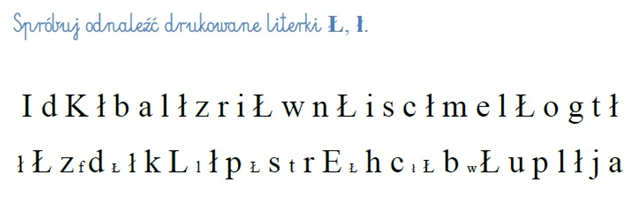 Spróbuj odnaleźć drukowane literki Ł, ł.
I d K ł b a l ł z r i Ł w n Ł i s c ł m e l Ł o g t ł
ł Ł z f d Ł ł k L l ł p Ł s t r E Ł h c ł Ł b w Ł u p l ł j a